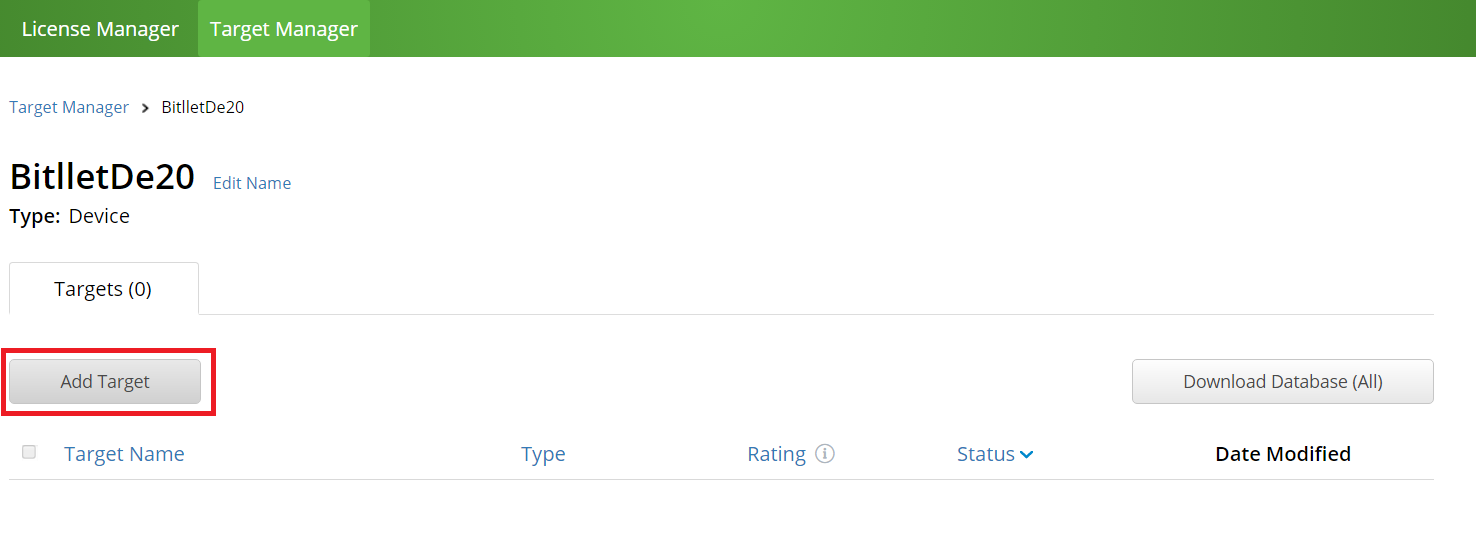 License Manager Target Manager
Target Manager > BitlletDe20
BitlletDe20 Edit Name
Type: Device
Targets (0)
Add Target Download Database (All)
Target Name Type Rating i Status Date Modified